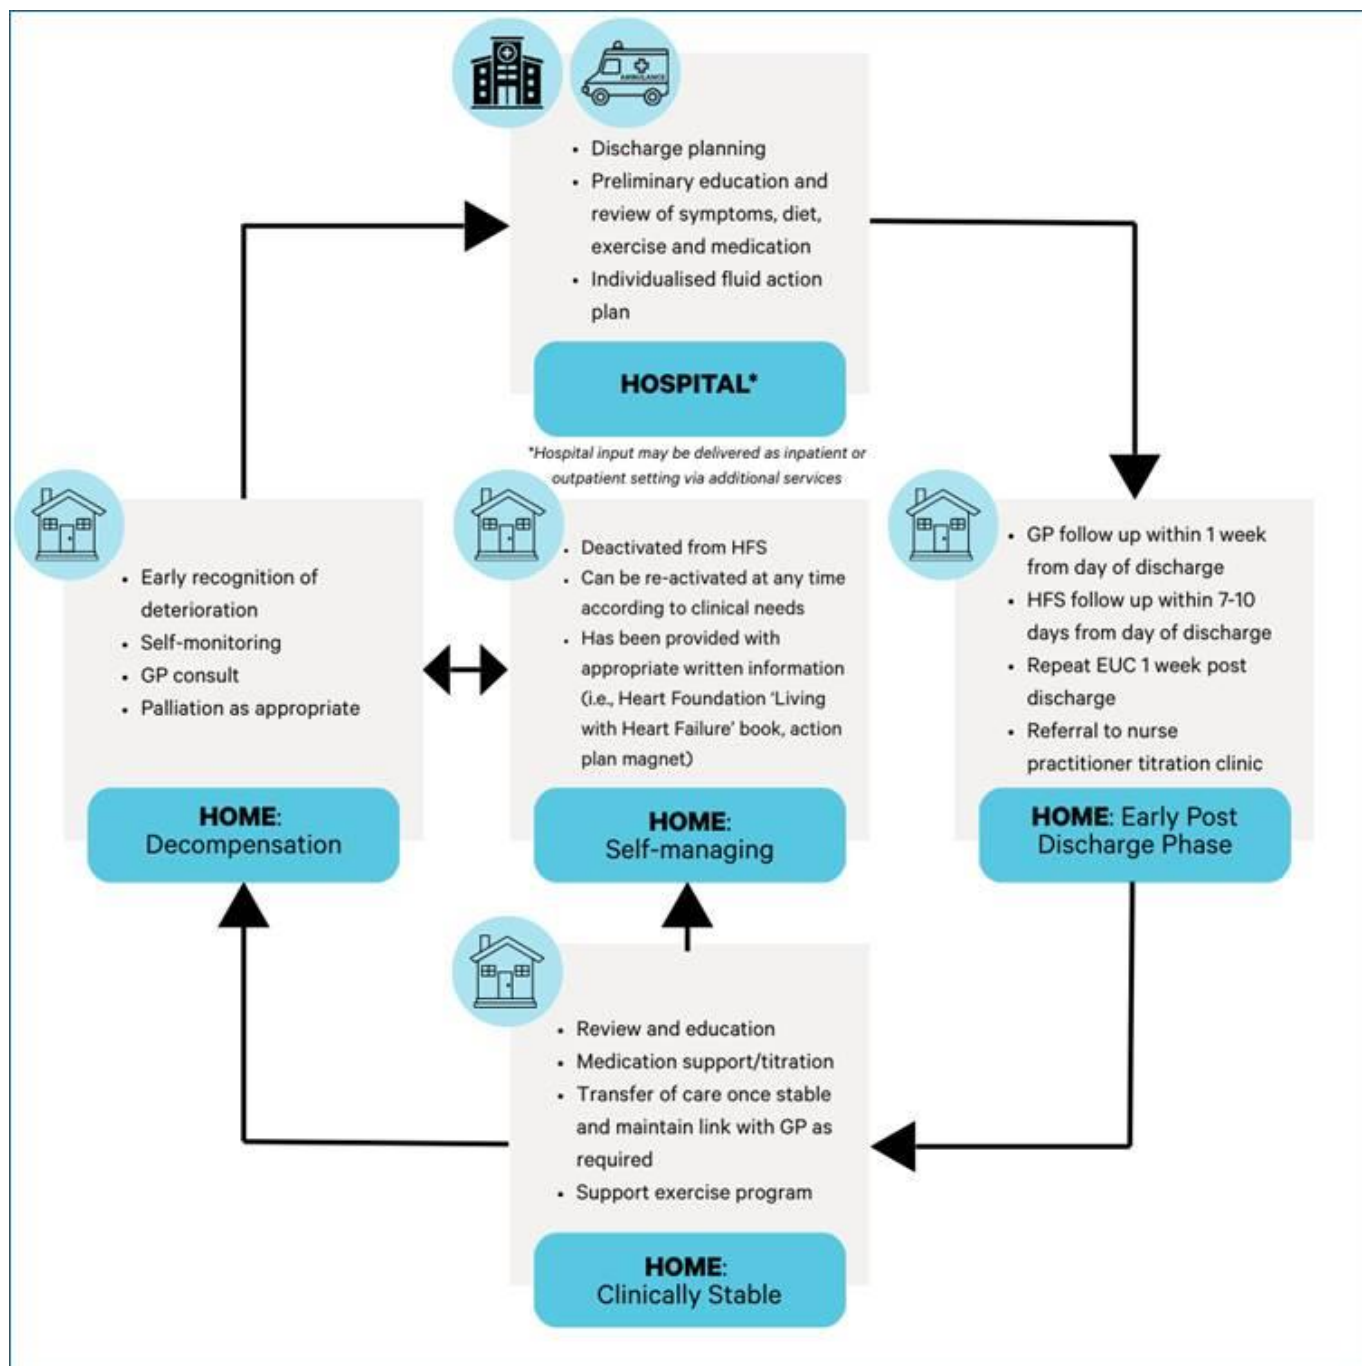 AMBULANCE
• Discharge planning
• Preliminary education and
review of symptoms, diet,
exercise and medication
• Individualised fluid action
plan
HOSPITAL*
*Hospital input may be delivered as inpatient or
outpatient setting via additional services
• Early recognition of
deterioration
• Self-monitoring
• GP consult
• Palliation as appropriate
HOME:
Decompensation
• Deactivated from HFS
• Can be re-activated at any time
according to clinical needs
• Has been provided with
appropriate written information
(i.e., Heart Foundation ‘Living
with Heart Failure’ book, action
plan magnet)
HOME:
Self-managing
• GP follow up within 1 week
from day of discharge
• HFS follow up within 7-10
days from day of discharge
• Repeat EUC 1 week post
discharge
• Referral to nurse
practitioner titration clinic
HOME: Early Post
Discharge Phase
• Review and education
• Medication support/titration
• Transfer of care once stable
and maintain link with GP as
required
• Support exercise program
HOME:
Clinically Stable